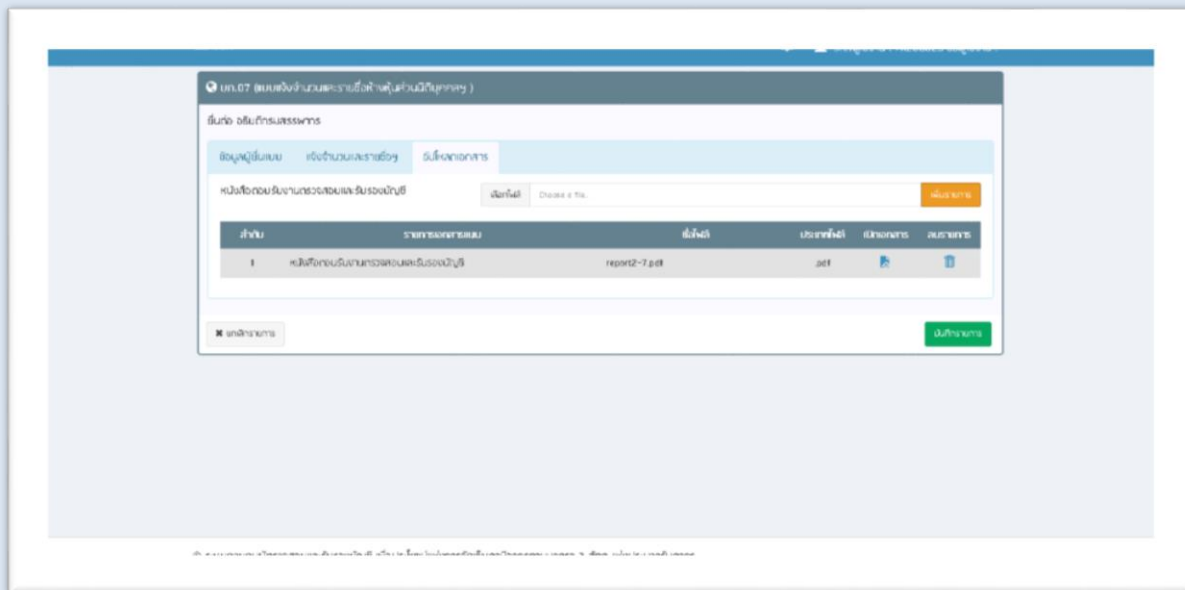 บภ.07 (แบบแจ้งจำนวนและรายชื่อห้างหุ้นส่วนนิติบุคคลฯ )
ยื่นต่อ อธิบดีกรมสรรพากร
ข้อมูลผู้ยื่นแบบ แจ้งจำนวนและรายชื่อฯ อัปโหลดเอกสาร
หนังสือตอบรับงานตรวจสอบและรับรองบัญชี เลือกไฟล์ Choose a file. เพิ่มรายการ
ลำดับ รายการเอกสารแนบ ชื่อไฟล์ ประเภทไฟล์ เปิดเอกสาร ลบรายการ
1 หนังสือตอบรับงานตรวจสอบและรับรองบัญชี report2-7.pdf .pdf
ยกเลิกรายการ บันทึกรายการ